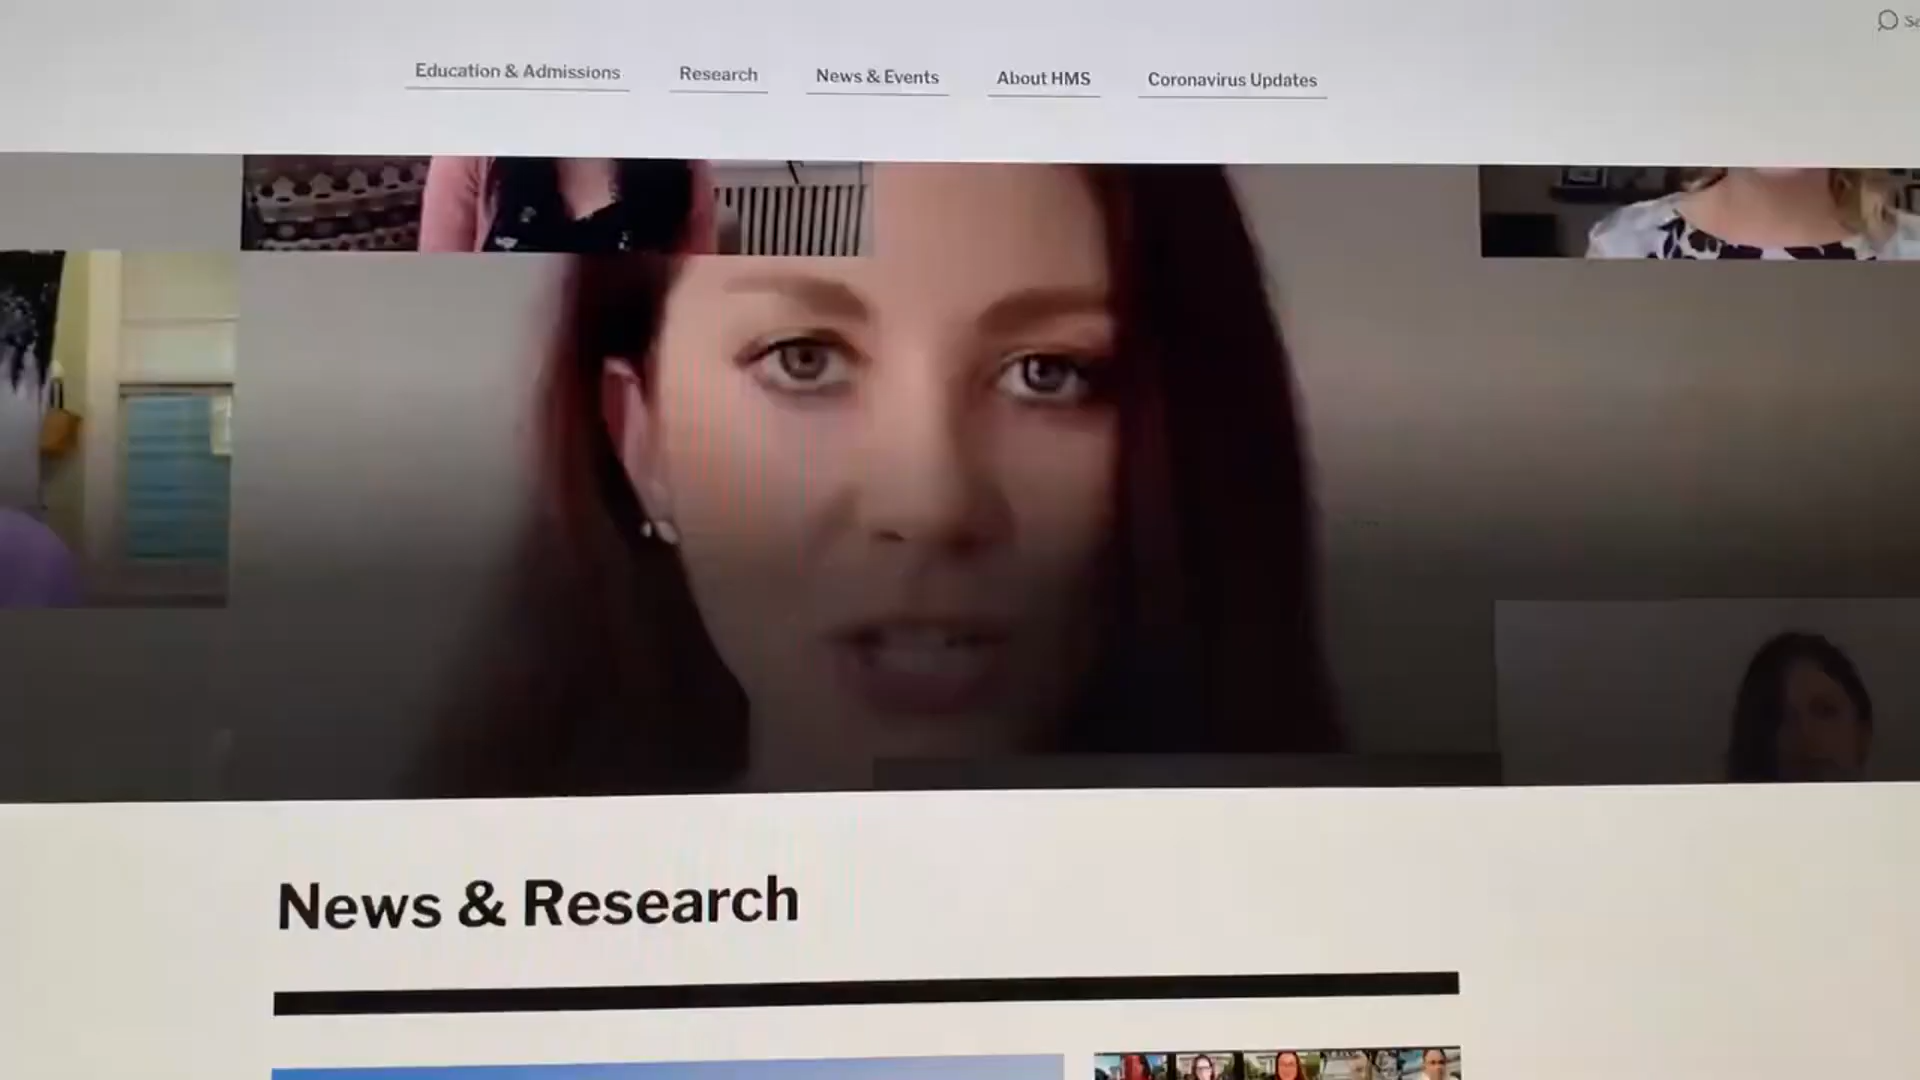 Education & Admissions
Research
News & Events
About HMS
Coronavirus Updates
News & Research